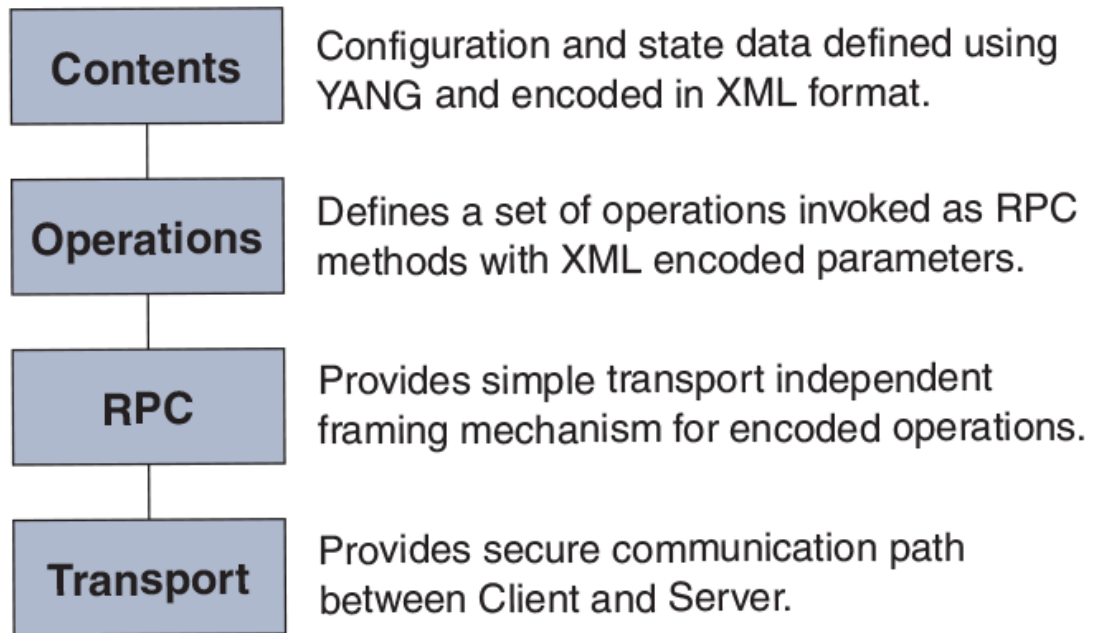 Contents
Configuration and state data defined using
YANG and encoded in XML format.
Operations
Defines a set of operations invoked as RPC
methods with XML encoded parameters.
RPC
Provides simple transport independent
framing mechanism for encoded operations.
Transport
Provides secure communication path
between Client and Server.